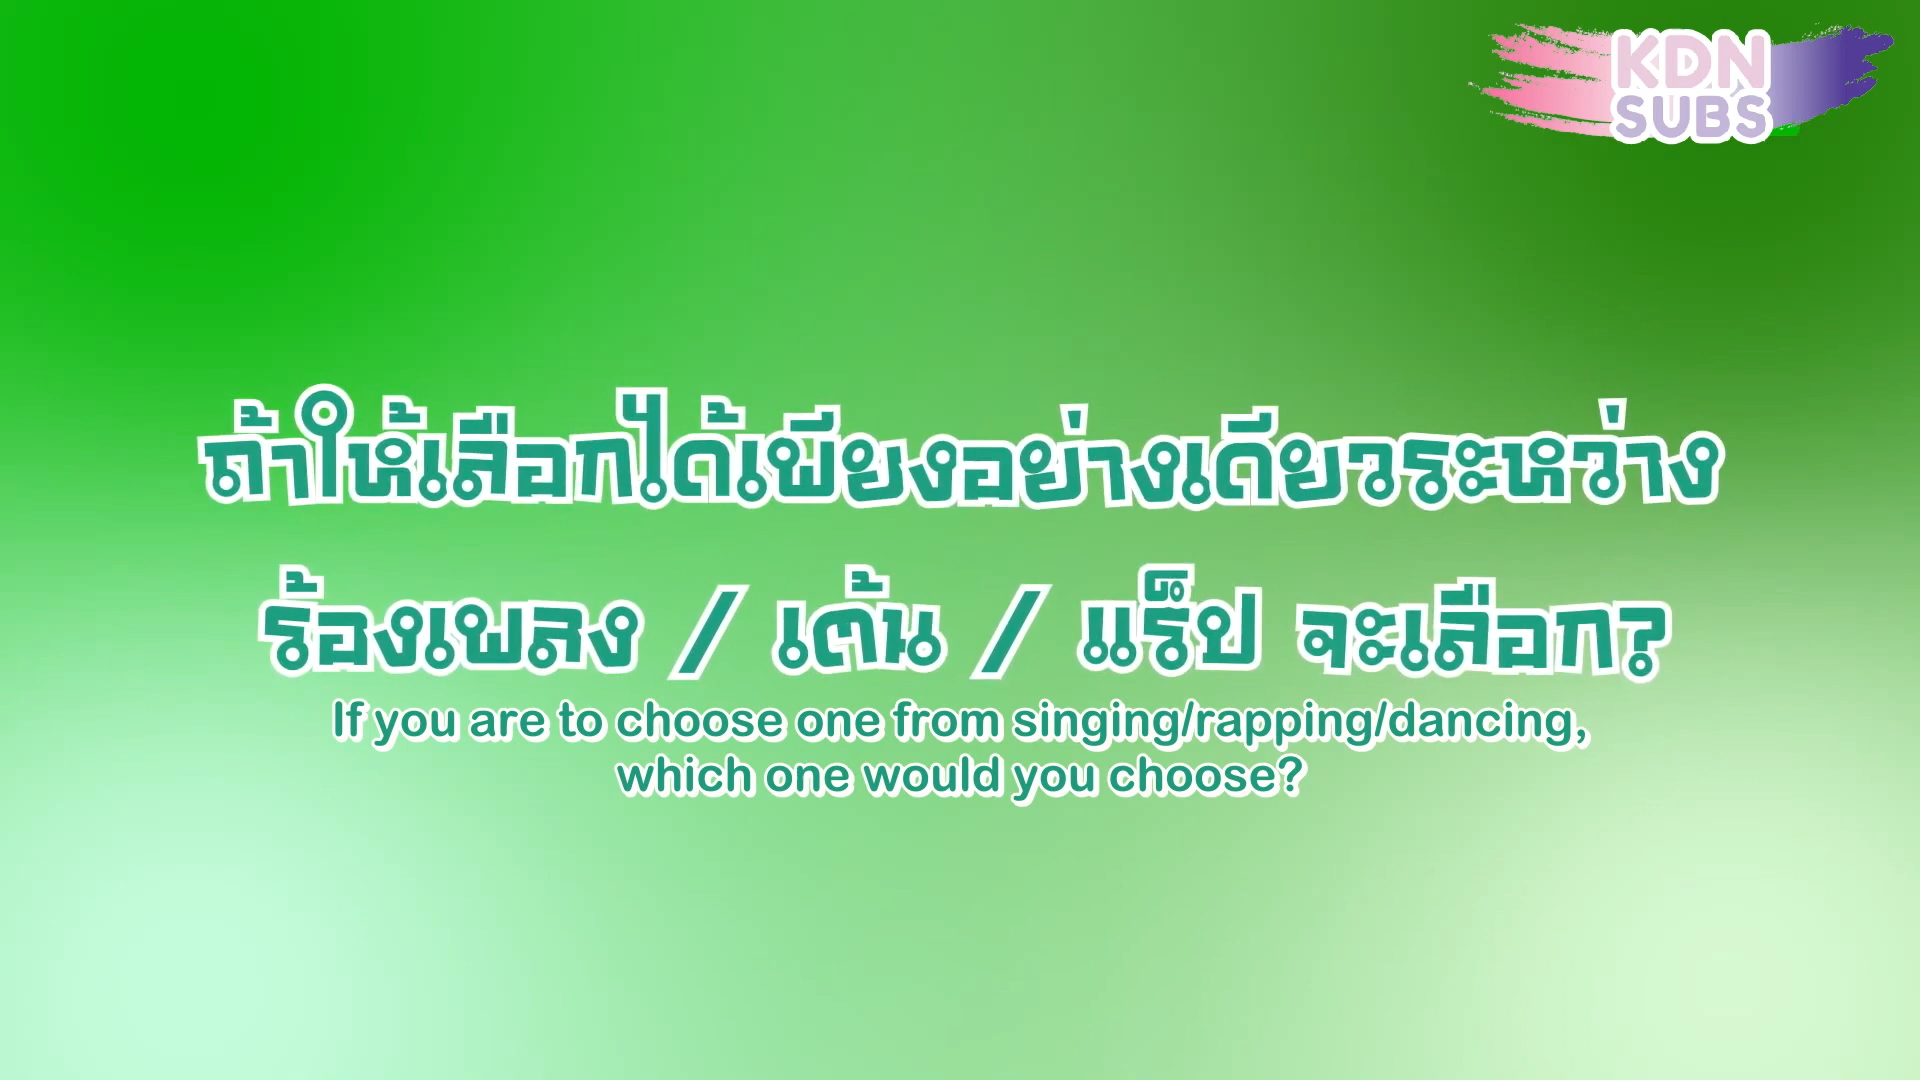 KDN
SUBS
ถ้าให้เลือกได้เพียงอย่างเดียวระหว่าง
ร้องเพลง / เต้น / แร็ป จะเลือก?
If you are to choose one from singing/rapping/dancing,
which one would you choose?